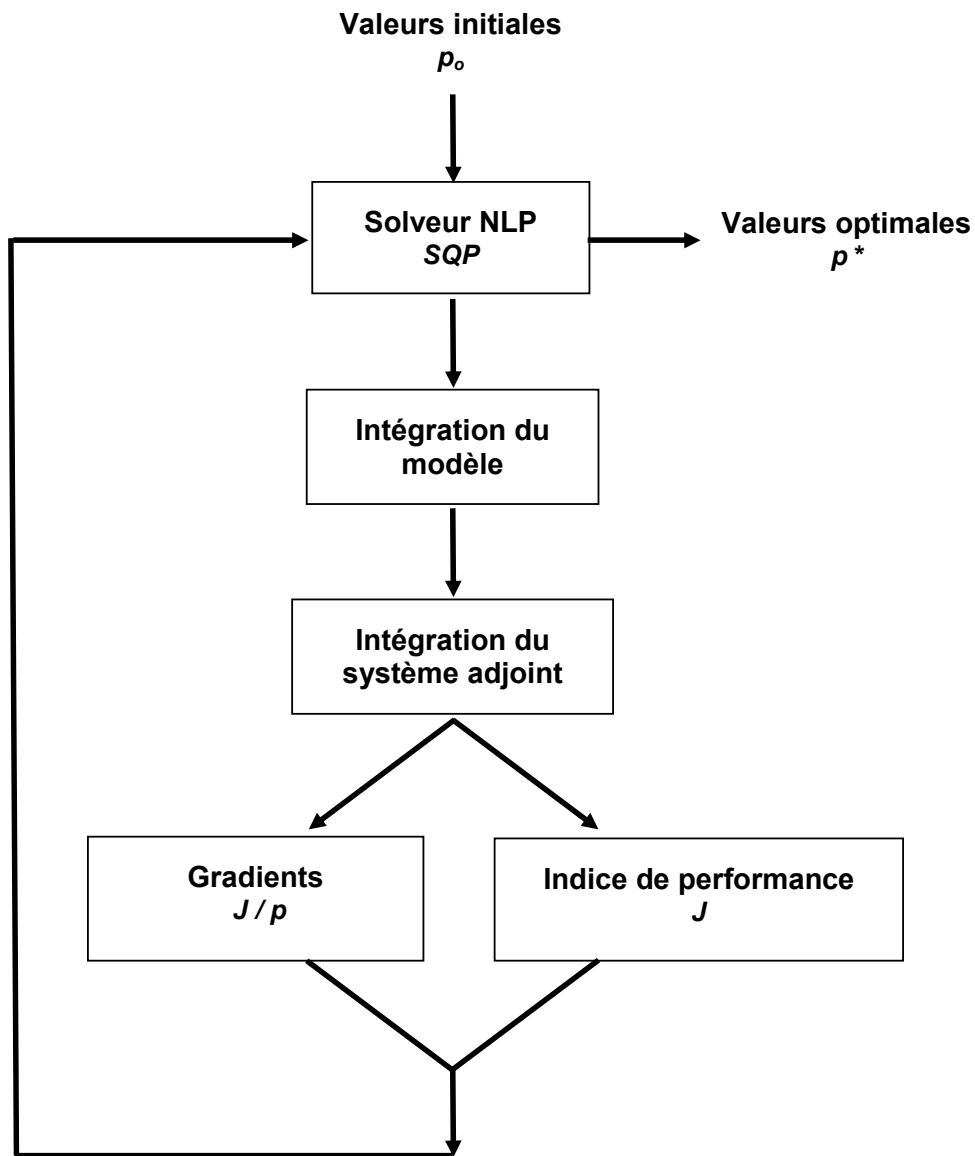 Valeurs initiales
pₒ
Solveur NLP
SQP
Valeurs optimales
p *
Intégration du
modèle
Intégration du
système adjoint
Gradients
J / p
Indice de performance
J